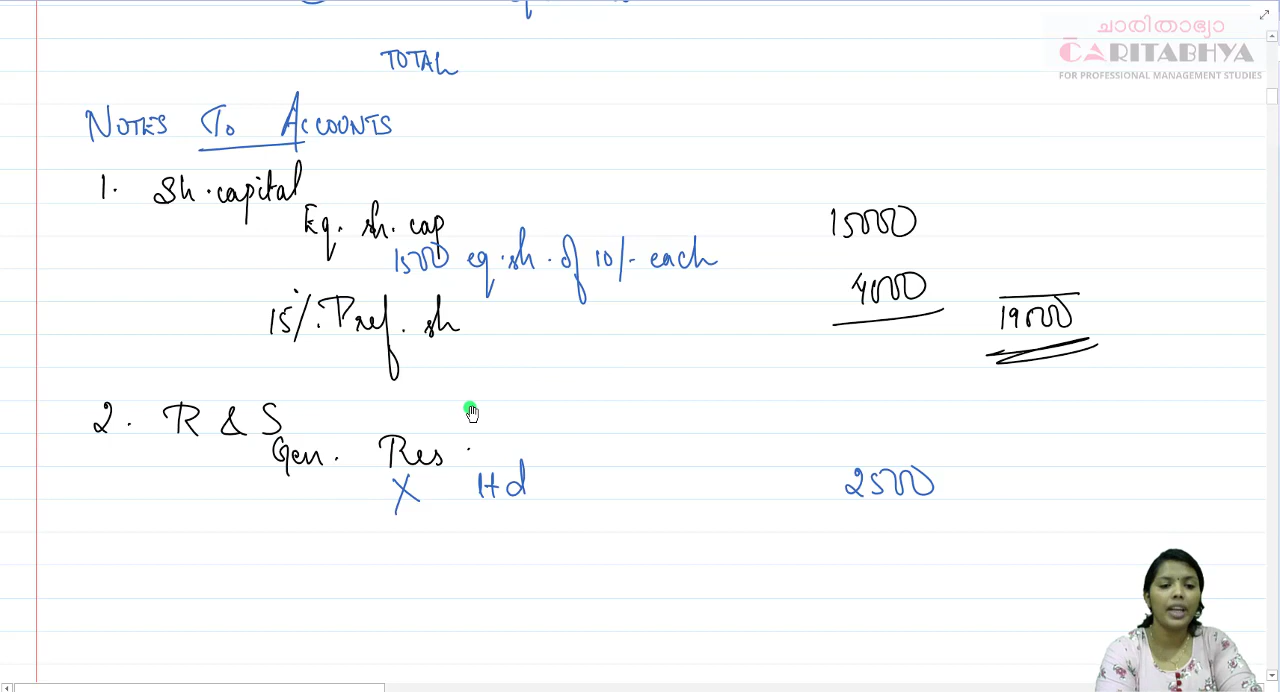 ചാരിതാഭ്യാ
CARITABHYA
FOR PROFESSIONAL MANAGEMENT STUDIES
TOTAL
NOTES TO ACCOUNTS
1. Sh. capital
Eq. sh. cap 15000
1500 eq. sh. of 10/- each
15%. Pref. sh 4000 19000
2. R & S
Gen. Res.
X Ltd 2500